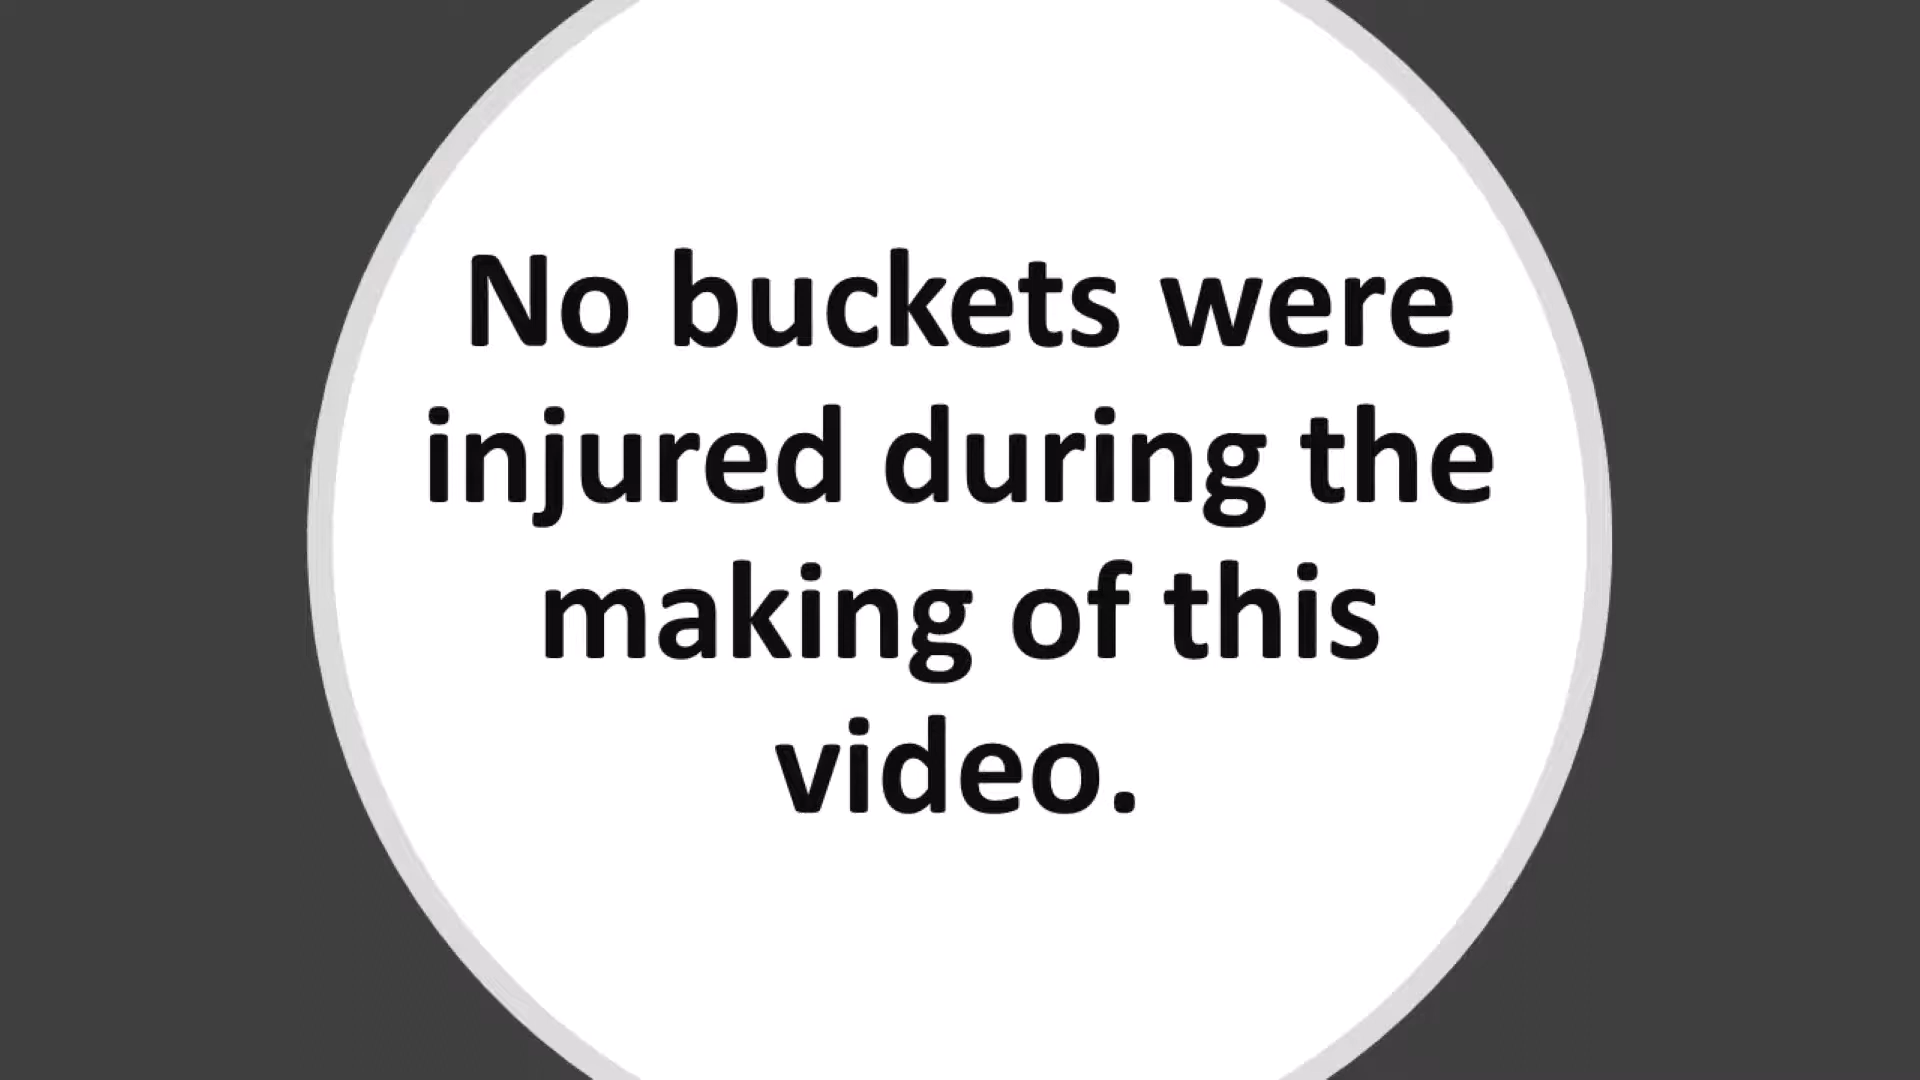 No buckets were
injured during the
making of this
video.